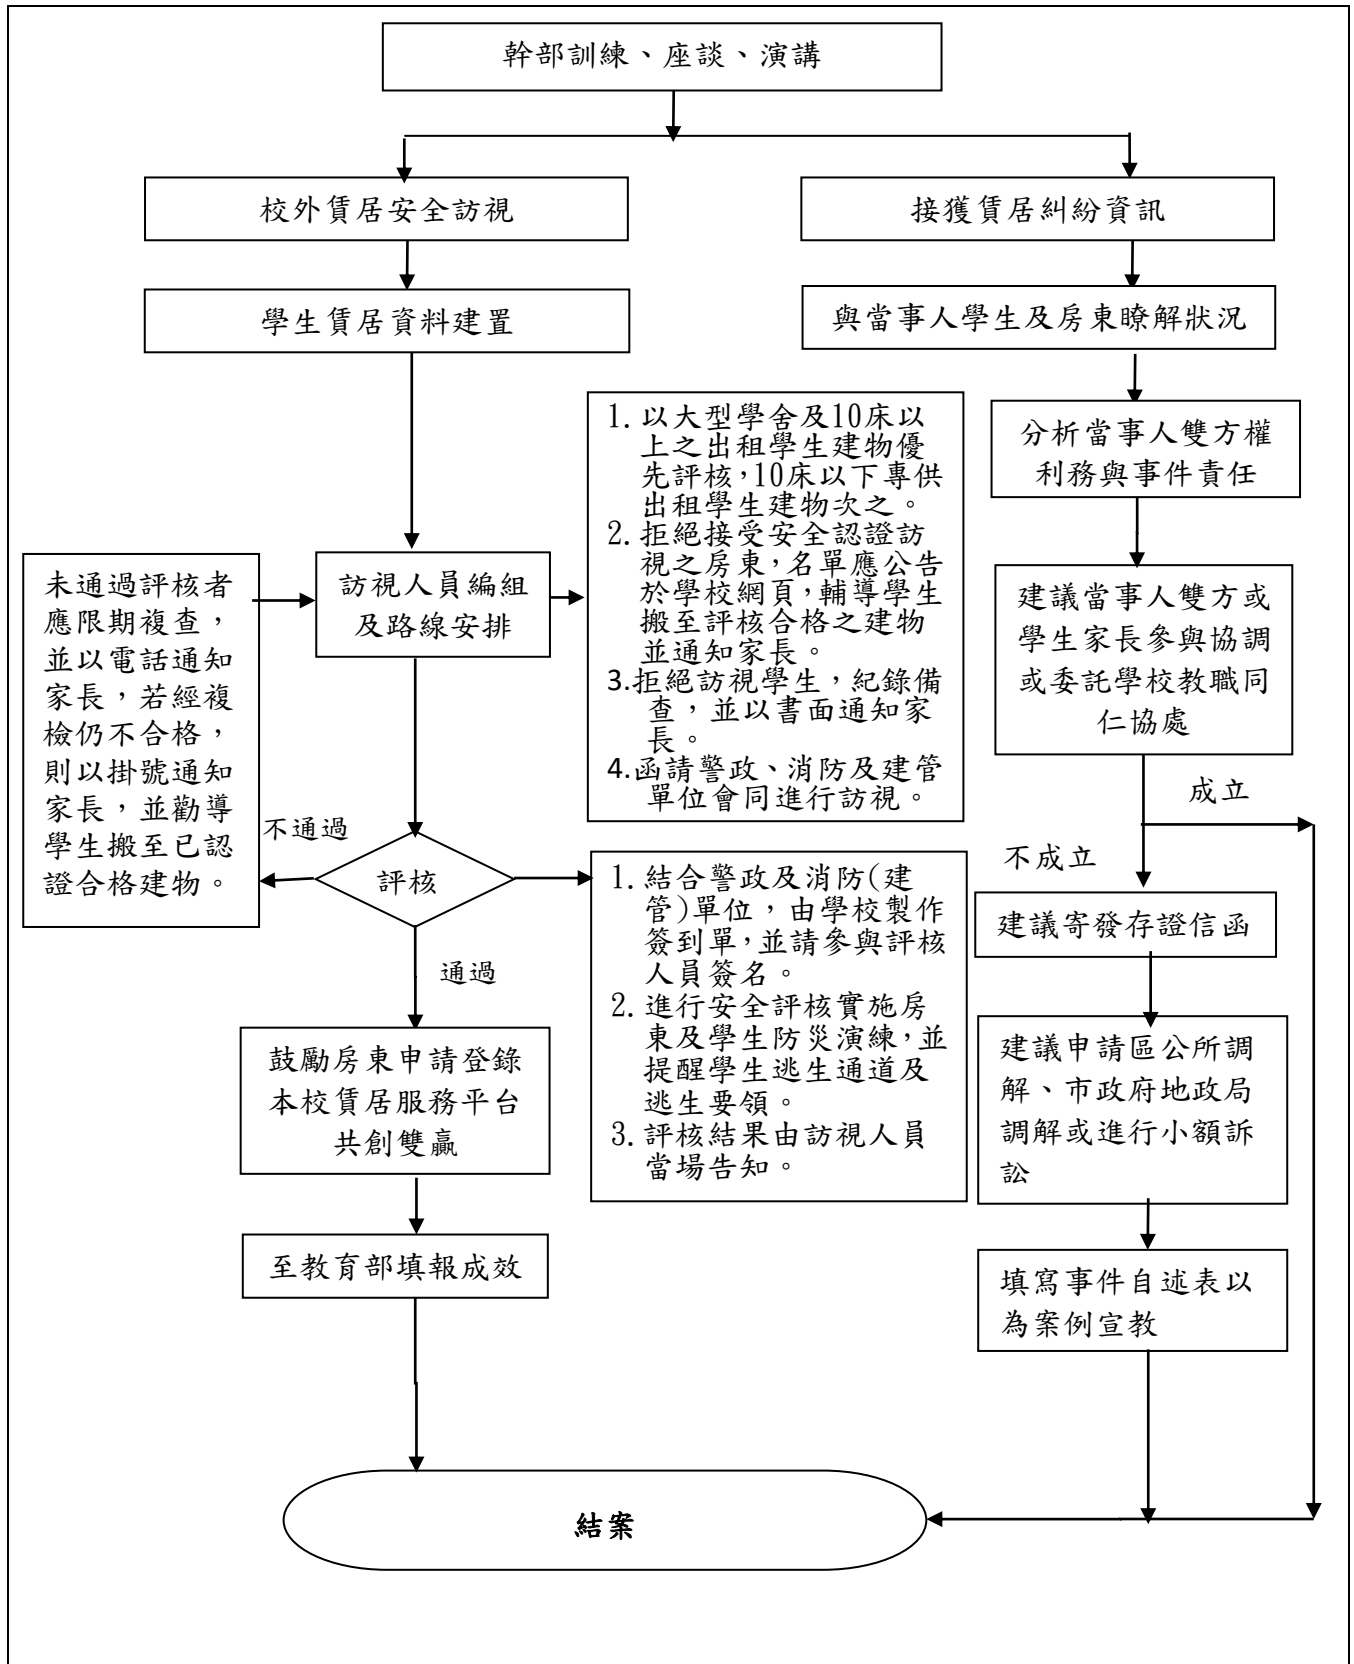 幹部訓練、座談、演講
校外賃居安全訪視
學生賃居資料建置
訪視人員編組
及路線安排
未通過評核者
應限期複查，
並以電話通知
家長，若經複
檢仍不合格，
則以掛號通知
家長，並勸導
學生搬至已認
證合格建物。
1. 以大型學舍及10床以
上之出租學生建物優
先評核，10床以下專供
出租學生建物次之。
2. 拒絕接受安全認證訪
視之房東，名單應公告
於學校網頁，輔導學生
搬至評核合格之建物
並通知家長。
3.拒絕訪視學生，紀錄備
查，並以書面通知家
長。
4.函請警政、消防及建管
單位會同進行訪視。
不通過
評核
通過
1. 結合警政及消防(建
管)單位，由學校製作
簽到單，並請參與評核
人員簽名。
2. 進行安全評核實施房
東及學生防災演練，並
提醒學生逃生通道及
逃生要領。
3. 評核結果由訪視人員
當場告知。
鼓勵房東申請登錄
本校賃居服務平台
共創雙贏
至教育部填報成效
接獲賃居糾紛資訊
與當事人學生及房東瞭解狀況
分析當事人雙方權
利務與事件責任
建議當事人雙方或
學生家長參與協調
或委託學校教職同
仁協處
成立
不成立
建議寄發存證信函
建議申請區公所調
解、市政府地政局
調解或進行小額訴
訟
填寫事件自述表以
為案例宣教
結案